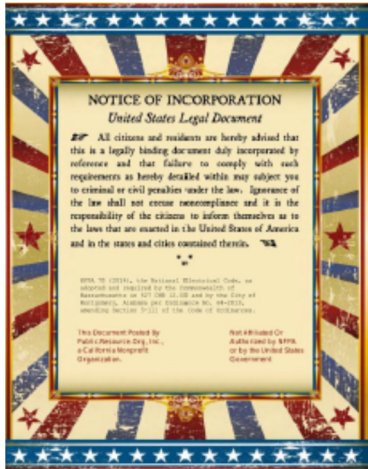 NOTICE OF INCORPORATION
United States Legal Document
All citizens and residents are hereby advised that
this is a legally binding document duly incorporated by
reference and that failure to comply with such
requirements as hereby detailed within may subject you
to criminal or civil penalties under the law. Ignorance of
the law shall not excuse noncompliance and it is the
responsibility of the citizens to inform themselves as to
the laws that are enacted in the United States of America
and in the states and cities contained therein.
NFPA 70 (2014), the National Electrical Code, as
adopted and required by the Commonwealth of
Massachusetts in 527 CMR 12.00 and by the City of
Montgomery, Alabama per Ordinance No.
amending Section 5-111 of the Code of Ordinances.
This Document Posted By
Public.Resource.Org, Inc.,
a California Nonprofit
Organization.
Not Affiliated Or
Authorized by NFPA
or by the United States
Government